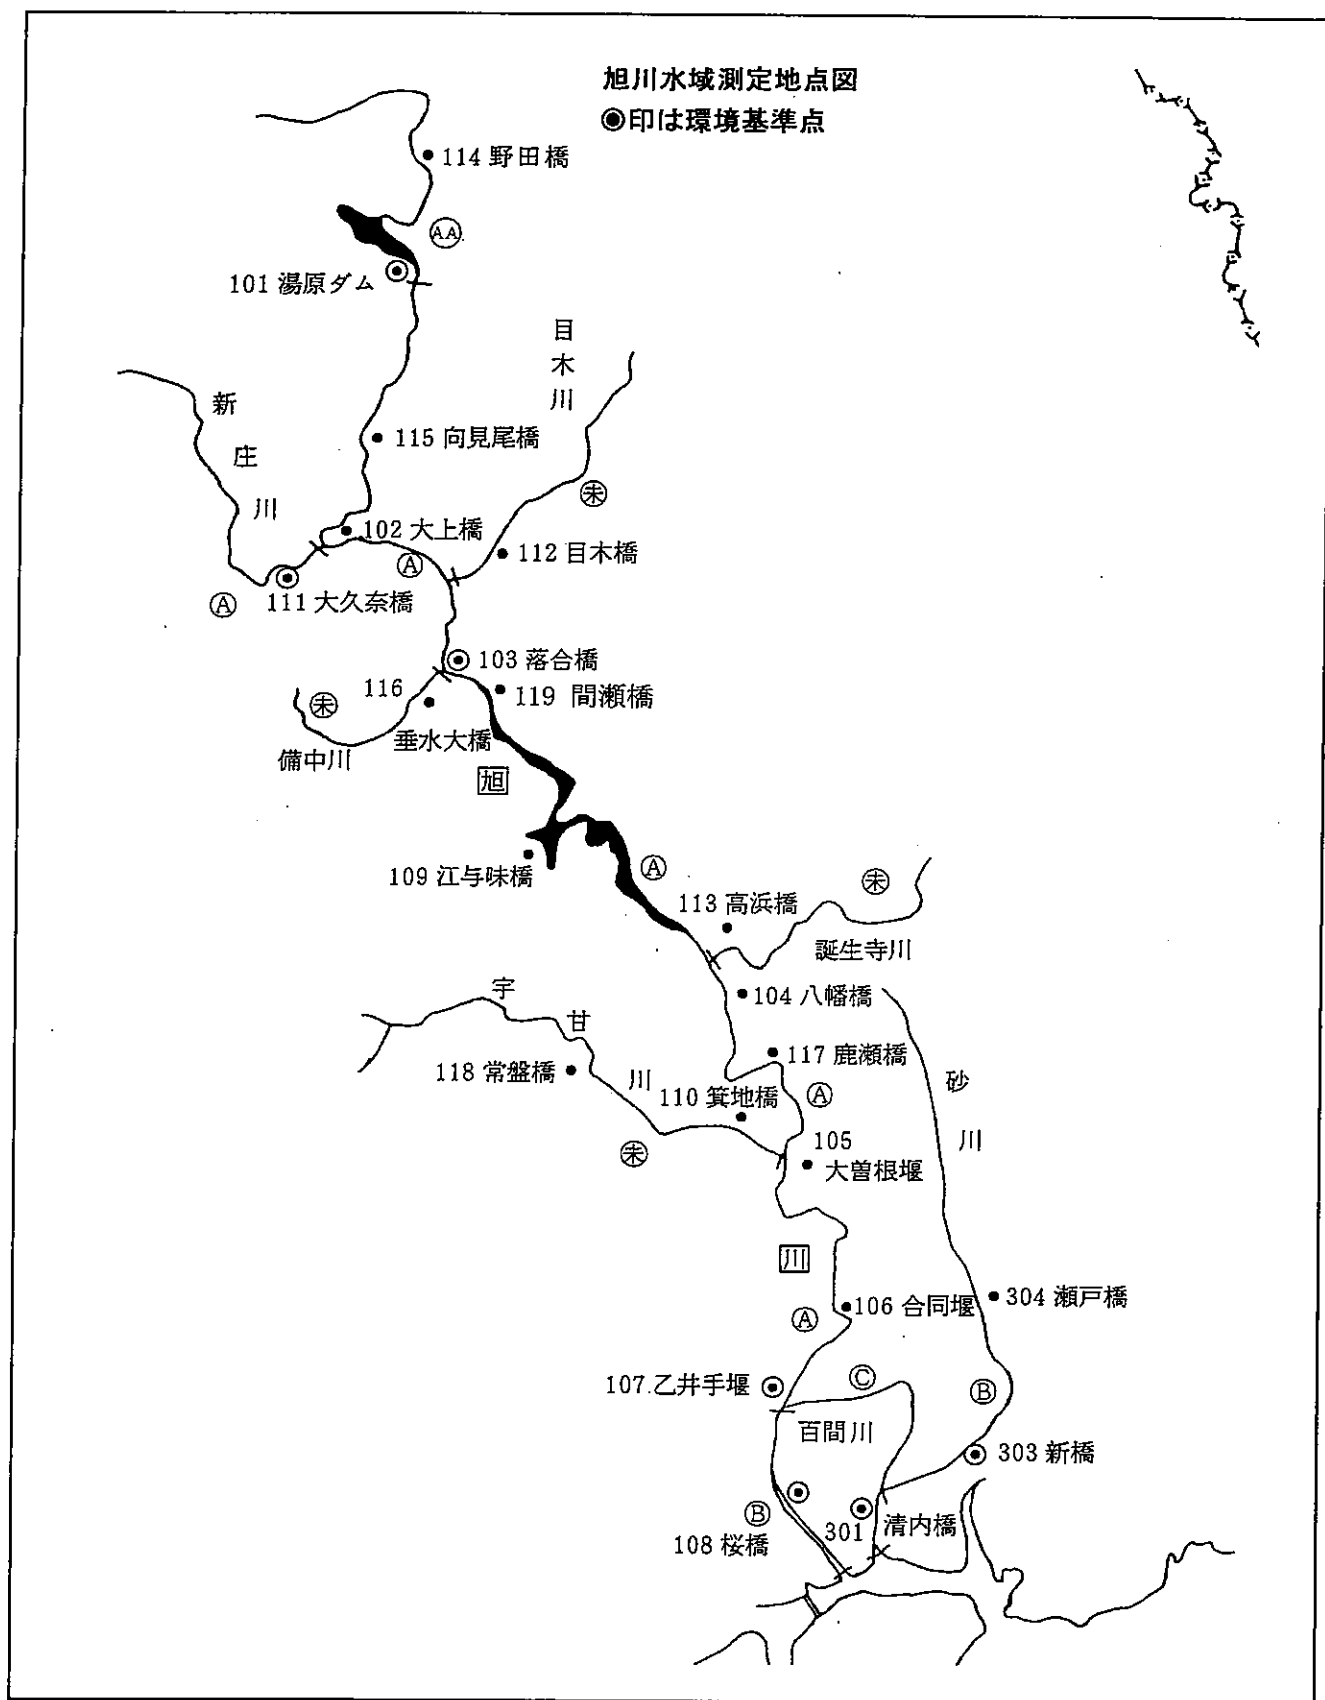 旭川水域測定地点図
◎印は環境基準点
114 野田橋
AA
101 湯原ダム
目木川
新庄川
115 向見尾橋
未
102 大上橋
A
112 目木橋
A
111 大久奈橋
103 落合橋
116
垂水大橋
119 間瀬橋
未
備中川
旭
109 江与味橋
A
113 高浜橋
未
誕生寺川
104 八幡橋
宇甘川
118 常盤橋
117 鹿瀬橋
砂川
110 箕地橋
A
105
大曽根堰
未
川
106 合同堰
A
304 瀬戸橋
107.乙井手堰
C
B
百間川
303 新橋
B
108 桜橋
301
清内橋